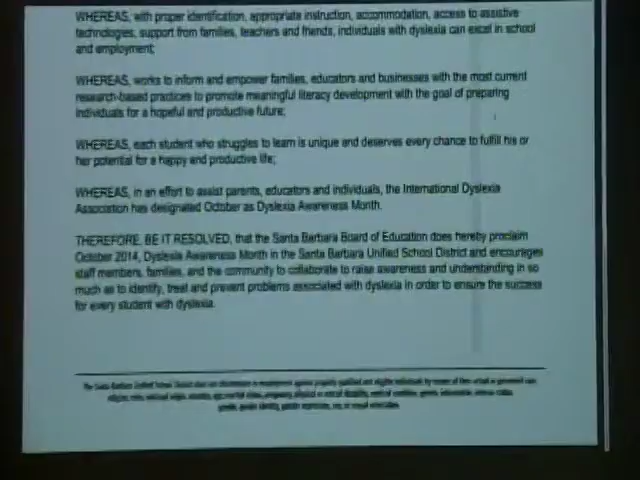 WHEREAS, with proper identification, appropriate instruction, accommodation, access to assistive
technologies, support from families, teachers and friends, individuals with dyslexia can excel in school
and employment;
WHEREAS, works to inform and empower families, educators and businesses with the most current
research-based practices to promote meaningful literacy development with the goal of preparing
individuals for a hopeful and productive future;
WHEREAS, each student who struggles to learn is unique and deserves every chance to fulfill his or
her potential for a happy and productive life;
WHEREAS, in an effort to assist parents, educators and individuals, the International Dyslexia
Association has designated October as Dyslexia Awareness Month.
THEREFORE, BE IT RESOLVED, that the Santa Barbara Board of Education does hereby proclaim
October 2014, Dyslexia Awareness Month in the Santa Barbara Unified School District and encourages
staff members, families, and the community to collaborate to raise awareness and understanding in so
much as to identify, treat and prevent problems associated with dyslexia in order to ensure the success
for every student with dyslexia.
The Santa Barbara Unified School District does not